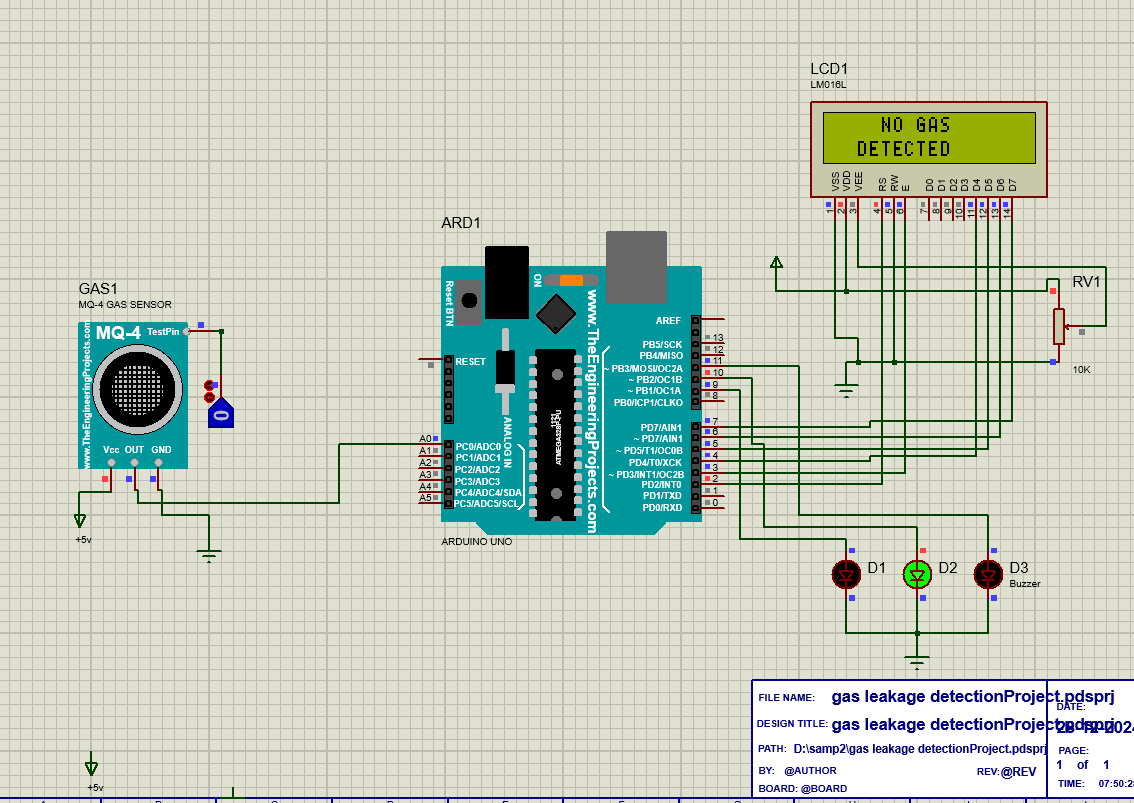 LCD1
LM016L
NO GAS
DETECTED
VSS
VDD
VEE
RS
RW
E
D0
D1
D2
D3
D4
D5
D6
D7
1
2
3
4
5
6
7
8
9
10
11
12
13
14
RV1
10K
ARD1
Reset BTN
ON
www.TheEngineeringProjects.com
RESET
AREF
PB5/SCK
PB4/MISO
~ PB3/MOSI/OC2A
~ PB2/OC1B
~ PB1/OC1A
PB0/ICP1/CLKO
13
12
11
10
9
8
PD7/AIN1
~ PD7/AIN1
~ PD5/T1/OC0B
PD4/T0/XCK
~ PD3/INT1/OC2B
PD2/INT0
PD1/TXD
PD0/RXD
7
6
5
4
3
2
1
0
A0
A1
A2
A3
A4
A5
PC0/ADC0
PC1/ADC1
PC2/ADC2
PC3/ADC3
PC4/ADC4/SDA
PC5/ADC5/SCL
ANALOG IN
ATMEGA328P-PU
1121
ARDUINO UNO
GAS1
MQ-4 GAS SENSOR
MQ-4
TestPin
www.TheEngineeringProjects.com
Vcc OUT GND
0
+5v
D1
D2
D3
Buzzer
FILE NAME: gas leakage detectionProject.pdsprj
DESIGN TITLE: gas leakage detectionProject.pdsprj
PATH: D:\samp2\gas leakage detectionProject.pdsprj
BY: @AUTHOR
REV:@REV
BOARD: @BOARD
DATE:
PAGE:
1 of 1
TIME: 07:50:2
+5v